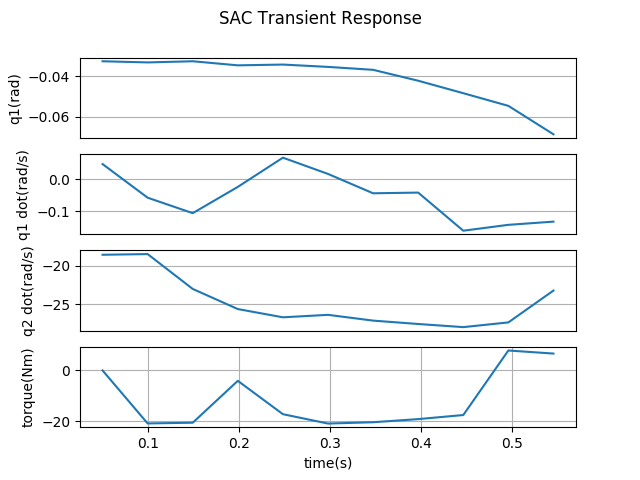 SAC Transient Response
q1(rad)
−0.04
−0.06
q1 dot(rad/s)
0.0
−0.1
q2 dot(rad/s)
−20
−25
torque(Nm)
0
−20
0.1 0.2 0.3 0.4 0.5
time(s)